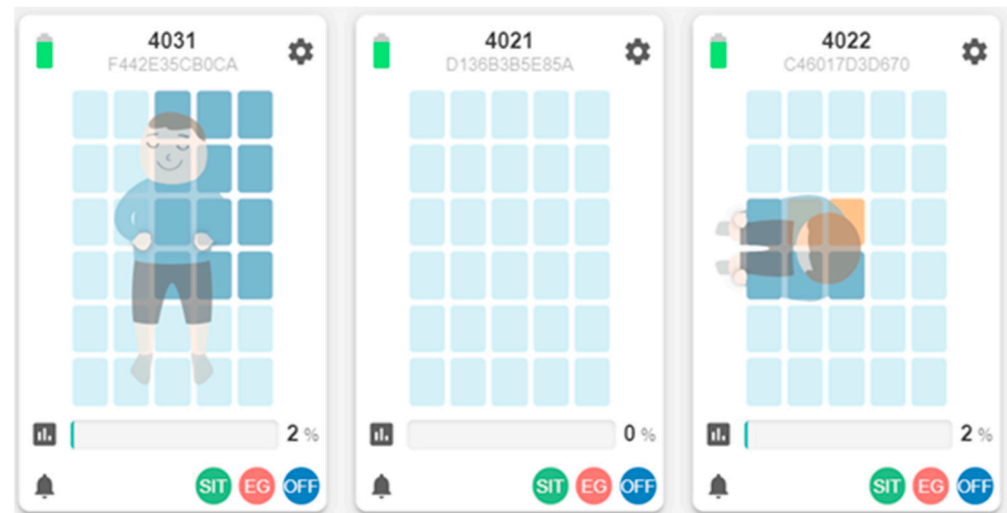 4031
F442E35CB0CA
2 %
SIT EG OFF
4021
D136B3B5E85A
0 %
SIT EG OFF
4022
C46017D3D670
2 %
SIT EG OFF